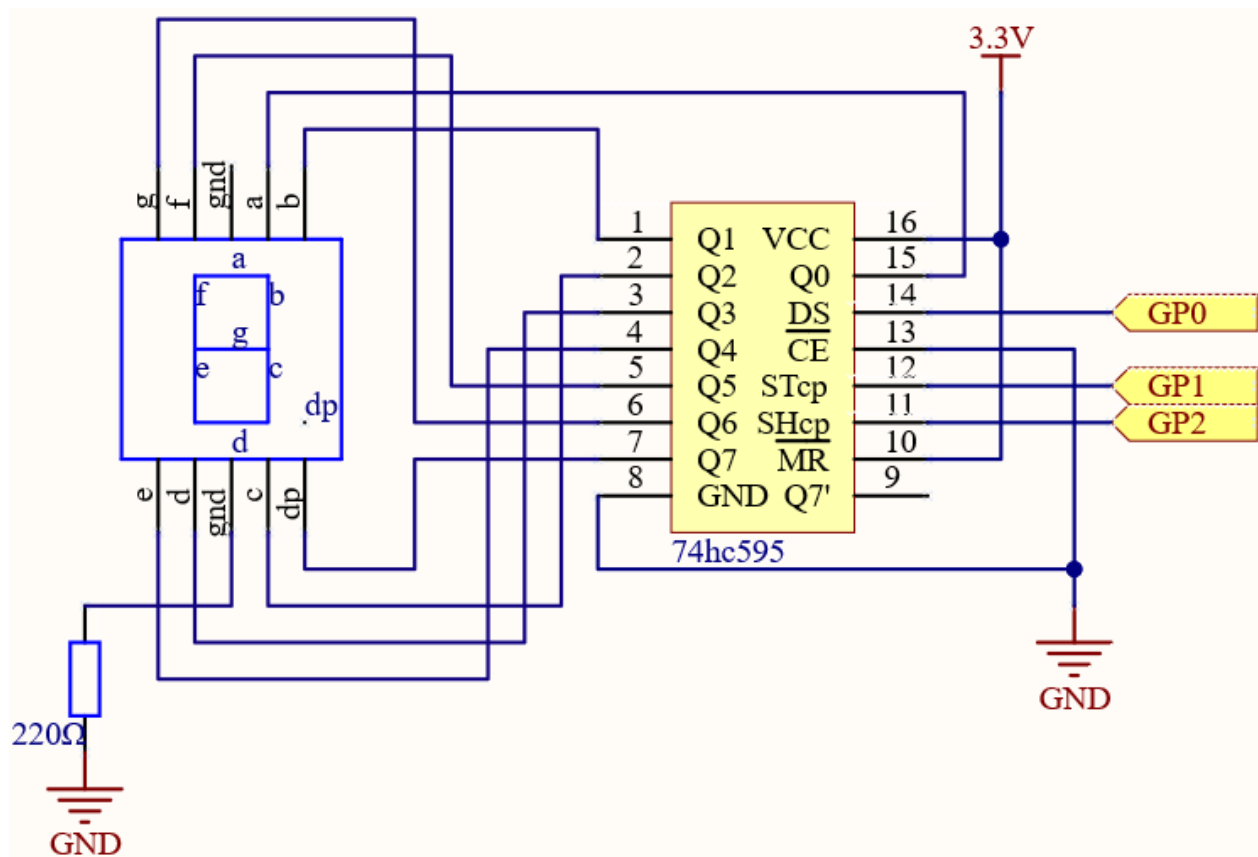 3.3V
g f gnd a b
a
f b
g
e c
dp
d
e d gnd c dp
220Ω
GND
1 Q1 VCC 16
2 Q2 Q0 15
3 Q3 DS 14 GP0
4 Q4 CE 13
5 Q5 STcp 12 GP1
6 Q6 SHcp 11 GP2
7 Q7 MR 10
8 GND Q7' 9
74hc595
GND